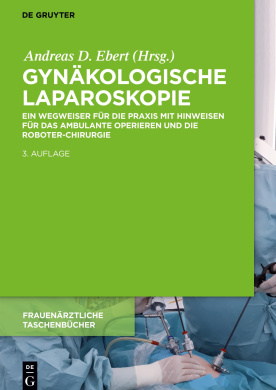 DE GRUYTER
Andreas D. Ebert (Hrsg.)
GYNÄKOLOGISCHE
LAPAROSKOPIE
EIN WEGWEISER FÜR DIE PRAXIS MIT HINWEISEN
FÜR DAS AMBULANTE OPERIEREN UND DIE
ROBOTER-CHIRURGIE
3. AUFLAGE
FRAUENÄRZTLICHE
TASCHENBÜCHER
DE
G